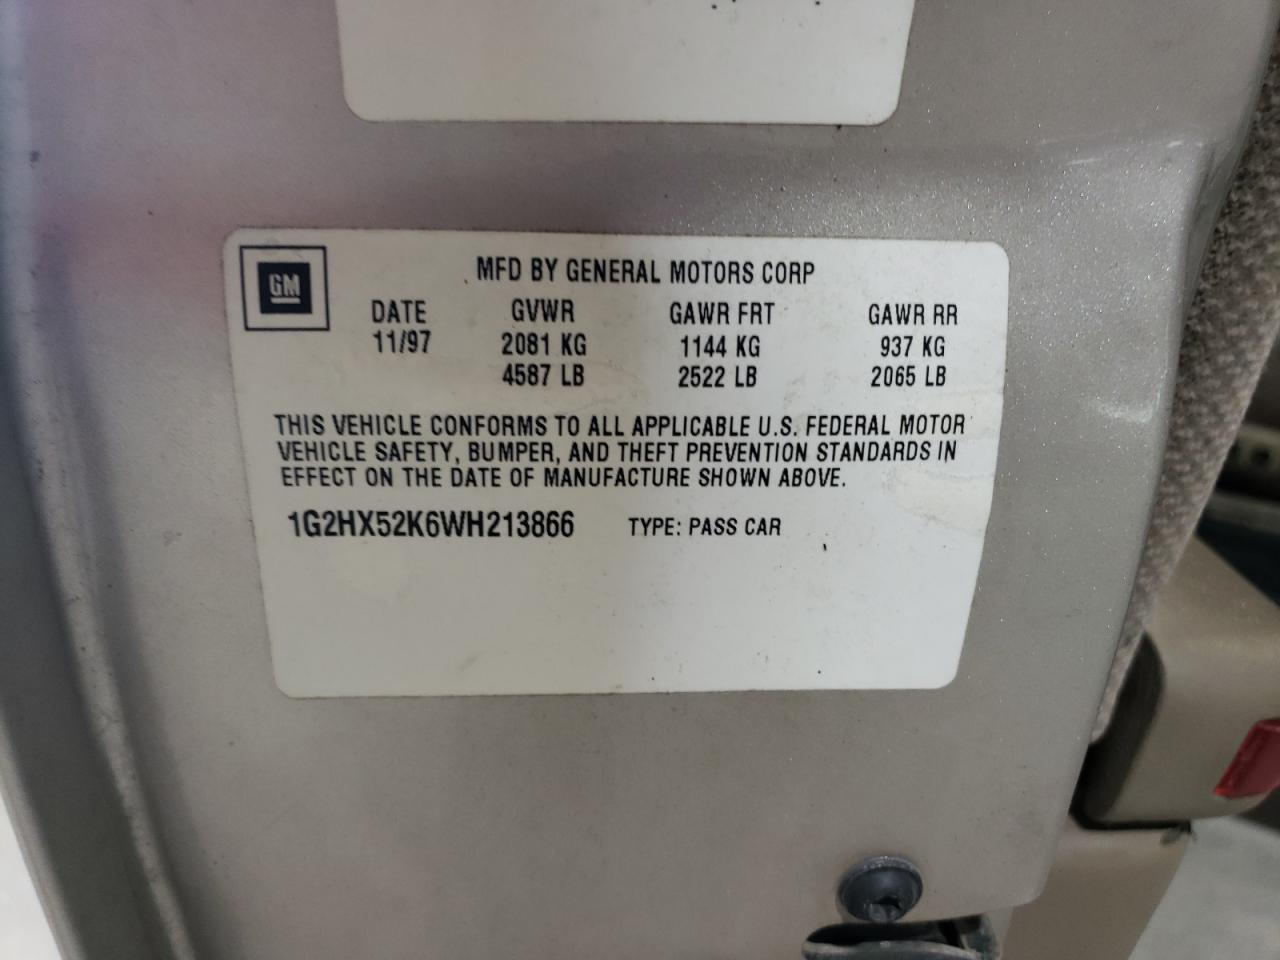 GM
MFD BY GENERAL MOTORS CORP
DATE GVWR GAWR FRT GAWR RR
11/97 2081 KG 1144 KG 937 KG
4587 LB 2522 LB 2065 LB
THIS VEHICLE CONFORMS TO ALL APPLICABLE U.S. FEDERAL MOTOR
VEHICLE SAFETY, BUMPER, AND THEFT PREVENTION STANDARDS IN
EFFECT ON THE DATE OF MANUFACTURE SHOWN ABOVE.
1G2HX52K6WH213866 TYPE: PASS CAR